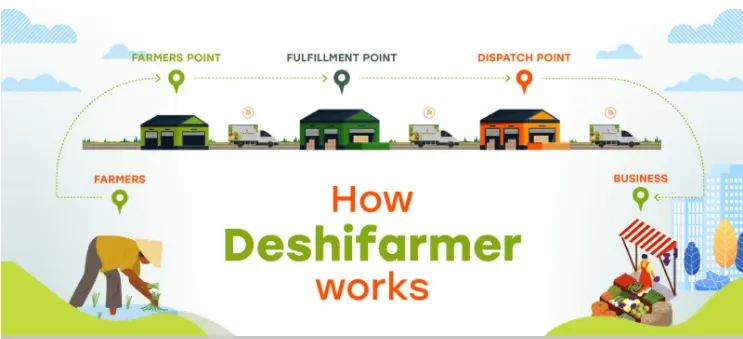 FARMERS POINT
FULFILLMENT POINT
DISPATCH POINT
FARMERS
BUSINESS
How
Deshifarmer
works